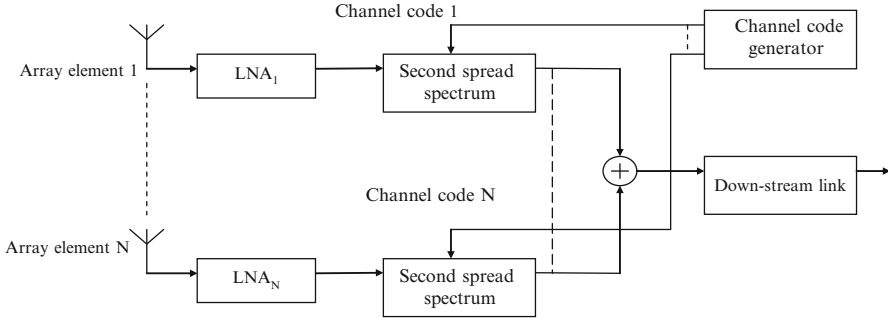 Channel code 1
Channel code
generator
Array element 1
LNA₁
Second spread
spectrum
Down-stream link
Channel code N
Array element N
LNA_N
Second spread
spectrum